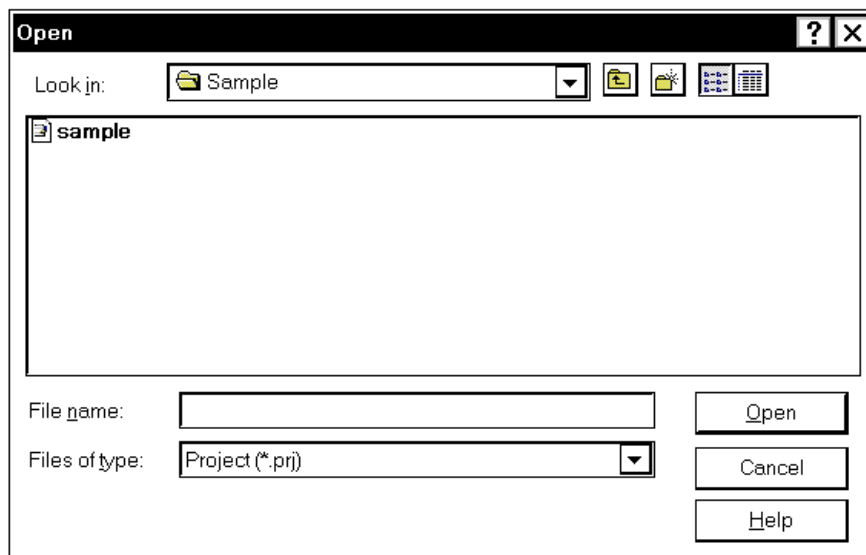 Open
Look in: Sample
sample
File name: Open
Files of type: Project (*.prj) Cancel
Help